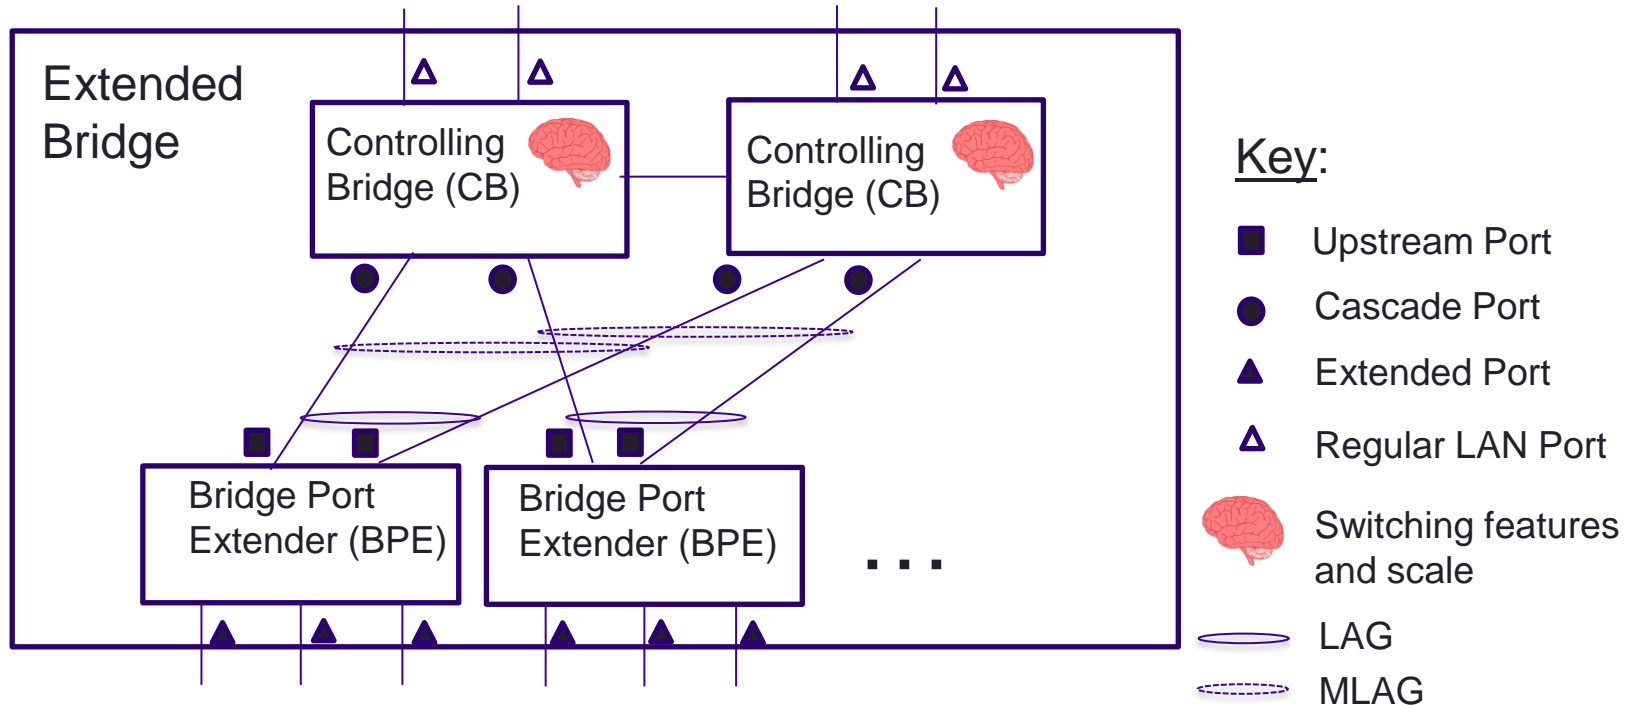 Extended
Bridge
Controlling
Bridge (CB)
Controlling
Bridge (CB)
Bridge Port
Extender (BPE)
Bridge Port
Extender (BPE)
...
Key:
Upstream Port
Cascade Port
Extended Port
Regular LAN Port
Switching features
and scale
LAG
MLAG